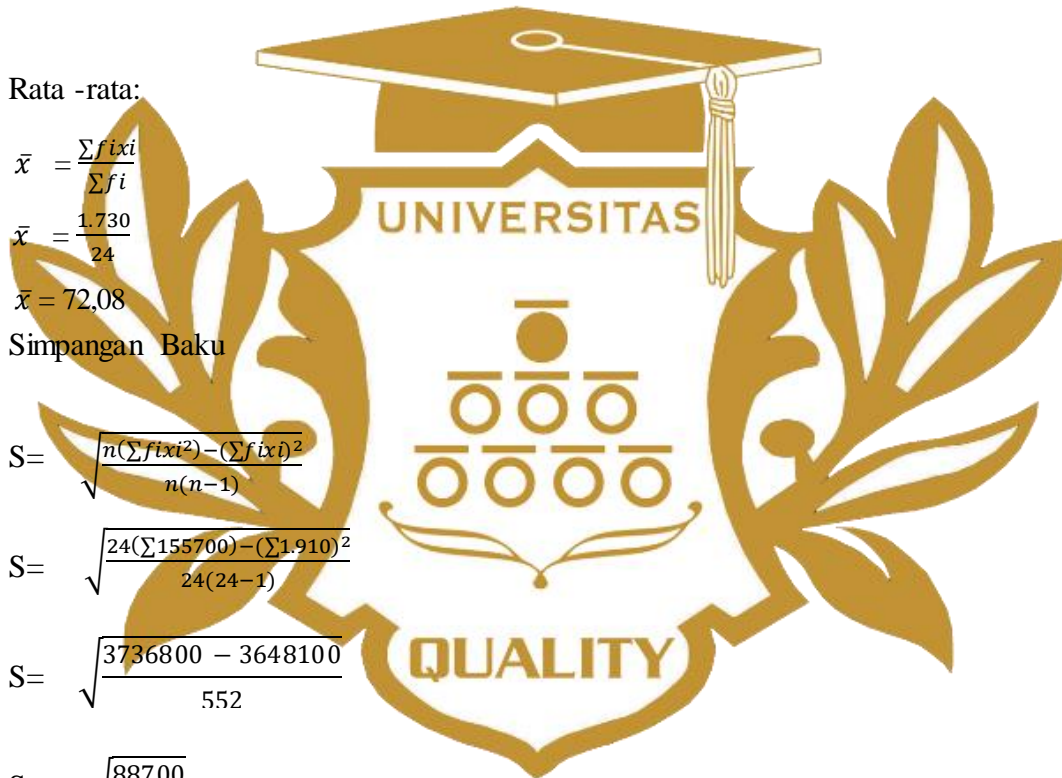 Rata -rata:
x̄ = ∑fixi / ∑fi
x̄ = 1.730 / 24
x̄ = 72,08
Simpangan Baku
S= √(n(∑fixi²)−(∑fixi)² / n(n−1))
S= √(24(∑155700)−(∑1.910)² / 24(24−1))
S= √(3736800 − 3648100 / 552)
√88700
UNIVERSITAS
QUALITY